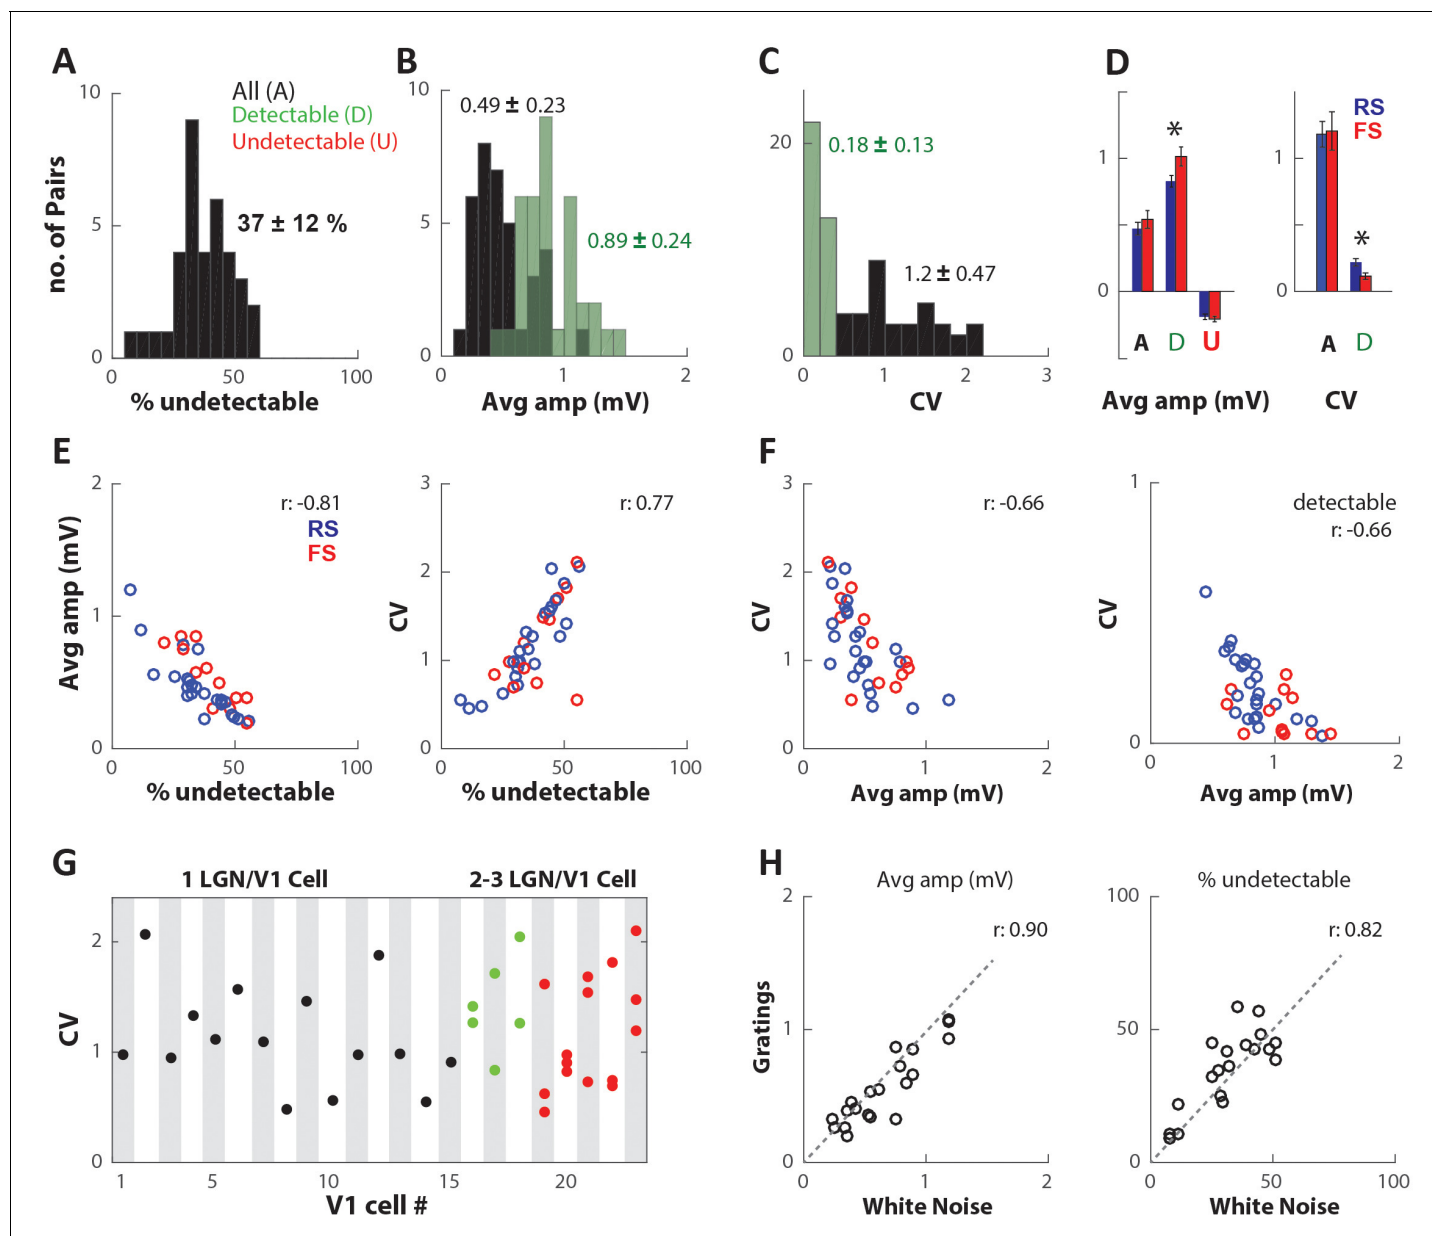 A
All (A)
Detectable (D)
Undetectable (U)
10
5
0
no. of Pairs
37 ± 12 %
0
50
100
% undetectable
B
10
5
0
0.49 ± 0.23
0.89 ± 0.24
1
2
Avg amp (mV)
C
20
0
0.18 ± 0.13
1.2 ± 0.47
0
1
2
3
CV
D
RS
FS
1
0
*
*
1
0
A D U
A D
Avg amp (mV)
CV
E
2
1
0
Avg amp (mV)
r: -0.81
RS
FS
0
50
100
% undetectable
3
2
1
0
CV
r: 0.77
0
50
100
% undetectable
F
3
2
1
0
CV
r: -0.66
0
1
2
Avg amp (mV)
1
0
CV
detectable
r: -0.66
0
1
2
Avg amp (mV)
G
1 LGN/V1 Cell
2-3 LGN/V1 Cell
2
1
0
CV
1
5
10
15
20
V1 cell #
H
Avg amp (mV)
2
1
0
Gratings
r: 0.90
0
1
2
White Noise
% undetectable
100
50
0
r: 0.82
0
50
100
White Noise